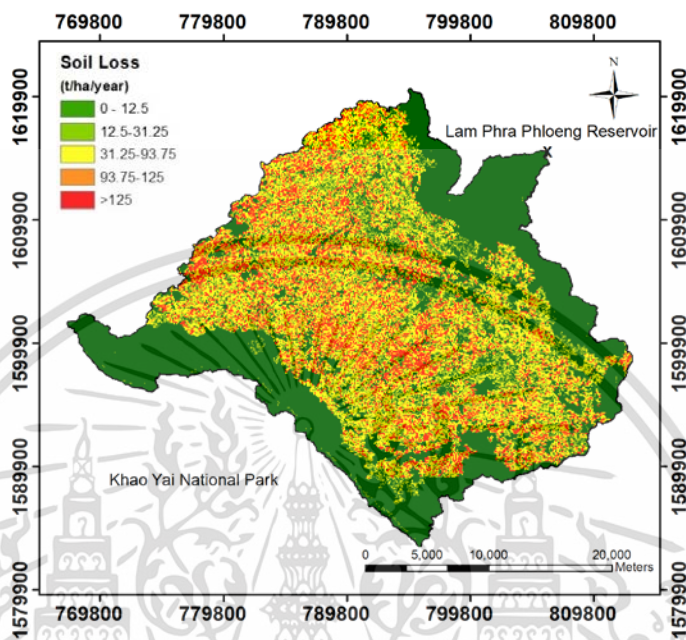 769800 779800 789800 799800 809800
Soil Loss
(t/ha/year)
0 - 12.5
12.5-31.25
31.25-93.75
93.75-125
>125
N
Lam Phra Phloeng Reservoir
X
1619900 1619900
1609900 1609900
1599900 1599900
1589900 1589900
Khao Yai National Park
0 5,000 10,000 20,000
Meters
1579900 1579900
769800 779800 789800 799800 809800